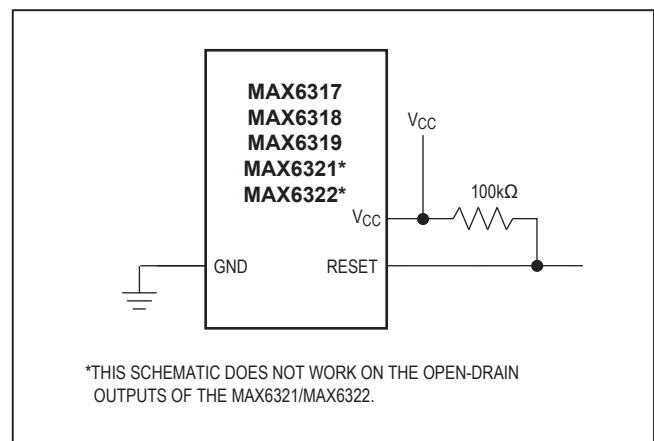 MAX6317
MAX6318
MAX6319
MAX6321*
MAX6322*
VCC
100kΩ
VCC
GND
RESET
*THIS SCHEMATIC DOES NOT WORK ON THE OPEN-DRAIN
OUTPUTS OF THE MAX6321/MAX6322.